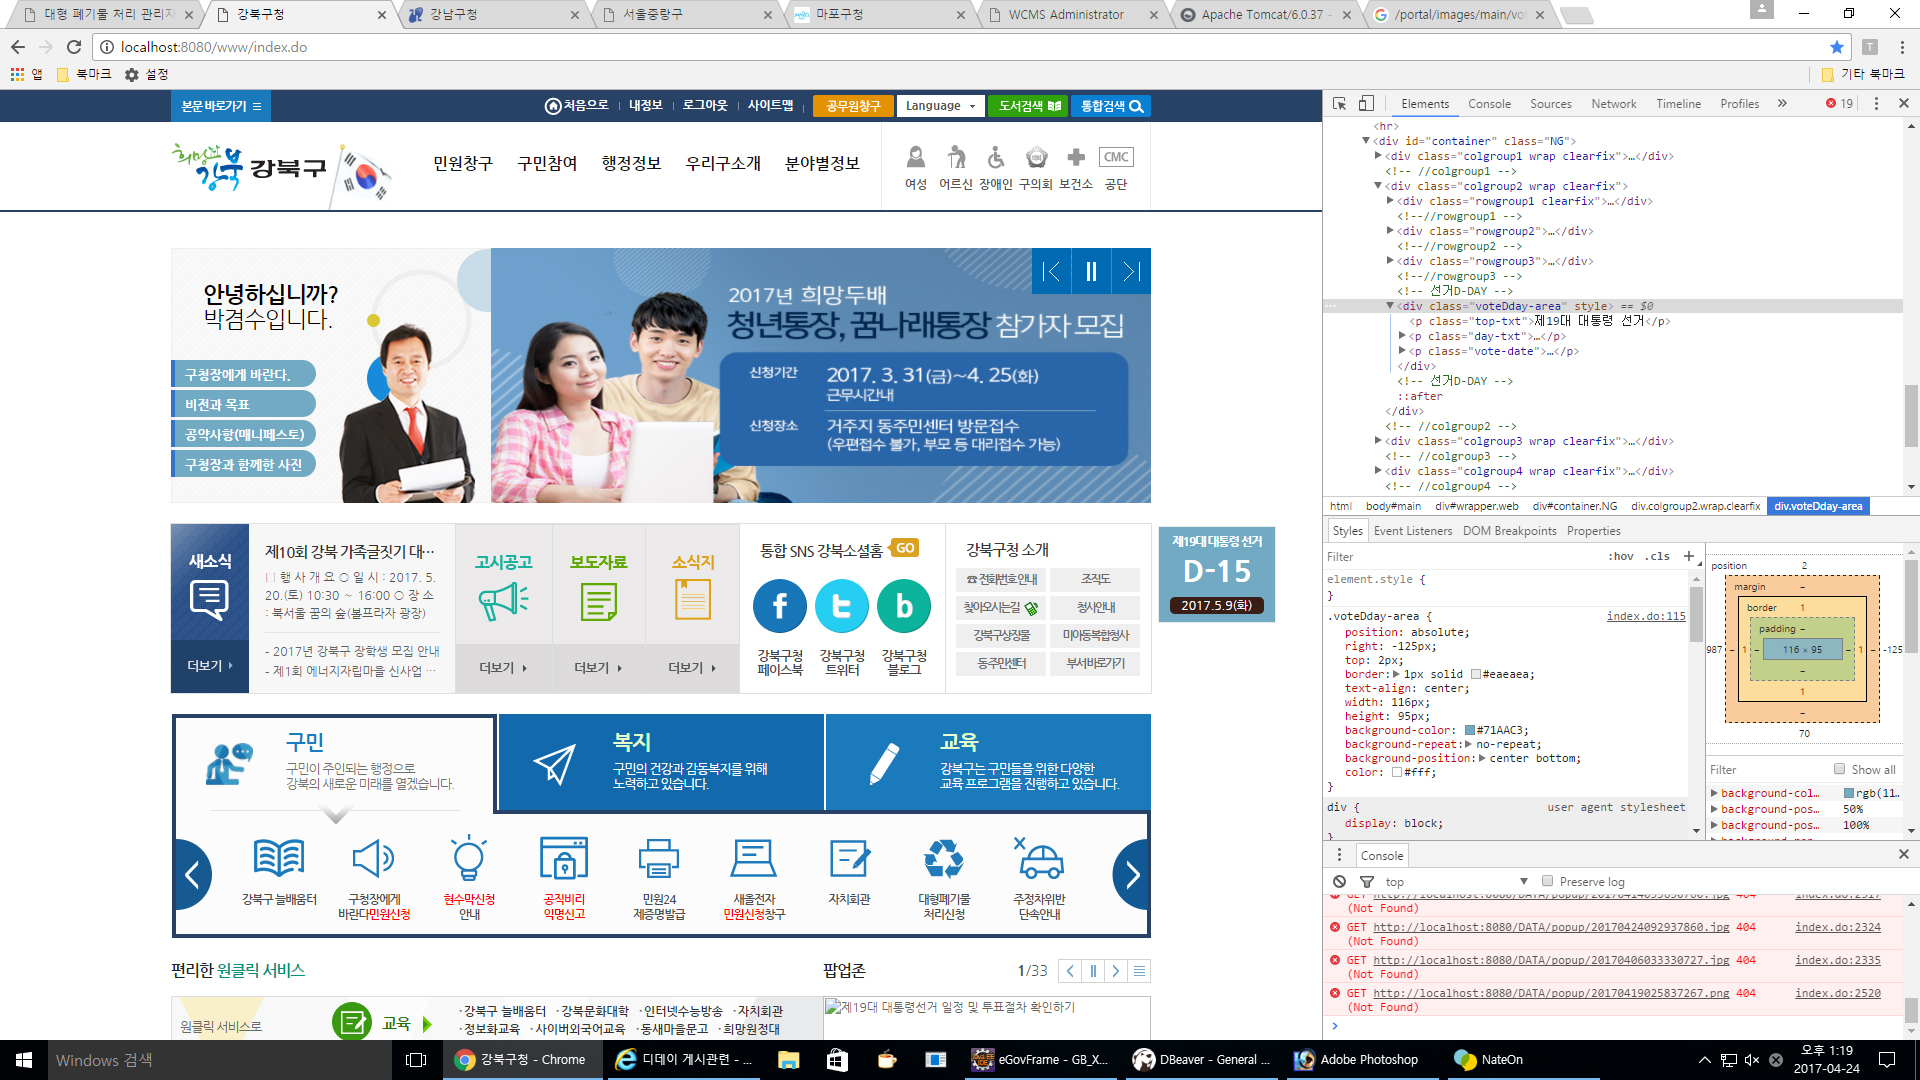 대형 폐기물 처리 관리자
강북구청
강남구청
서울중랑구
마포구청
WCMS Administrator
Apache Tomcat/6.0.37 -
/portal/images/main/vot
localhost:8080/www/index.do
앱
북마크
설정
기타 북마크
본문 바로가기
처음으로
내정보
로그아웃
사이트맵
공무원창구
Language
도서검색
통합검색
희망찬 강북 강북구
민원창구
구민참여
행정정보
우리구소개
분야별정보
CMC
여성
어르신
장애인
구의회
보건소
공단
안녕하십니까?
박겸수입니다.
구청장에게 바란다.
비전과 목표
공약사항(매니페스토)
구청장과 함께한 사진
2017년 희망두배
청년통장, 꿈나래통장 참가자 모집
신청기간 2017. 3. 31(금)~4. 25(화)
근무시간내
신청장소 거주지 동주민센터 방문접수
(우편접수 불가, 부모 등 대리접수 가능)
새소식
더보기
제10회 강북 가족글짓기 대…
□ 행 사 개 요 ○ 일 시 : 2017. 5.
20.(토) 10:30 ~ 16:00 ○ 장 소
: 북서울 꿈의 숲(볼프라자 광장)
- 2017년 강북구 장학생 모집 안내
- 제1회 에너지자립마을 신사업 …
고시공고
더보기
보도자료
더보기
소식지
더보기
통합 SNS 강북소셜홈 GO
강북구청
페이스북
강북구청
트위터
강북구청
블로그
강북구청 소개
☎전화번호안내
조직도
찾아오시는길
청사안내
강북구상징물
미아동복합청사
동주민센터
부서바로가기
제19대 대통령 선거
D-15
2017.5.9(화)
구민
구민이 주인되는 행정으로
강북의 새로운 미래를 열겠습니다.
복지
구민의 건강과 감동복지를 위해
노력하고 있습니다.
교육
강북구는 구민들을 위한 다양한
교육 프로그램을 진행하고 있습니다.
강북구 늘배움터
구청장에게
바란다민원신청
현수막신청
안내
공직비리
익명신고
민원24
제증명발급
새올전자
민원신청창구
자치회관
대형폐기물
처리신청
주정차위반
단속안내
편리한 원클릭 서비스
원클릭 서비스로
교육
·강북구 늘배움터 ·강북문화대학 ·인터넷수능방송 ·자치회관
·정보화교육 ·사이버외국어교육 ·동새마을문고 ·희망원정대
팝업존
1/33
제19대 대통령선거 일정 및 투표절차 확인하기
Elements
Console
Sources
Network
Timeline
Profiles
19
<hr>
<div id="container" class="NG">
<div class="colgroup1 wrap clearfix">…</div>
<!-- //colgroup1 -->
<div class="colgroup2 wrap clearfix">
<div class="rowgroup1 clearfix">…</div>
<!--//rowgroup1 -->
<div class="rowgroup2">…</div>
<!--//rowgroup2 -->
<div class="rowgroup3">…</div>
<!--//rowgroup3 -->
<!-- 선거D-DAY -->
<div class="voteDday-area" style> == $0
<p class="top-txt">제19대 대통령 선거</p>
<p class="day-txt">…</p>
<p class="vote-date">…</p>
</div>
<!-- 선거D-DAY -->
::after
</div>
<!-- //colgroup2 -->
<div class="colgroup3 wrap clearfix">…</div>
<!-- //colgroup3 -->
<div class="colgroup4 wrap clearfix">…</div>
<!-- //colgroup4 -->
html body#main div#wrapper.web div#container.NG div.colgroup2.wrap.clearfix div.voteDday-area
Styles
Event Listeners
DOM Breakpoints
Properties
Filter
:hov .cls +
element.style {
}
.voteDday-area {
index.do:115
position: absolute;
right: -125px;
top: 2px;
border: 1px solid #eaeaea;
text-align: center;
width: 116px;
height: 95px;
background-color: #71AAC3;
background-repeat: no-repeat;
background-position: center bottom;
color: #fff;
}
div {
user agent stylesheet
display: block;
}
position 2
margin –
border 1
padding –
987 – 1 – 116 × 95 – 1 – -125
–
1
–
70
Filter
Show all
background-col… rgb(11…
background-pos… 50%
background-pos… 100%
Console
top
Preserve log
(Not Found)
GET http://localhost:8080/DATA/popup/20170424092937860.jpg 404 index.do:2324
(Not Found)
GET http://localhost:8080/DATA/popup/20170406033330727.jpg 404 index.do:2335
(Not Found)
GET http://localhost:8080/DATA/popup/20170419025837267.png 404 index.do:2520
(Not Found)
Windows 검색
강북구청 - Chrome
디데이 게시관련 - ...
eGovFrame - GB_X...
DBeaver - General ...
Adobe Photoshop
NateOn
오후 1:19
2017-04-24